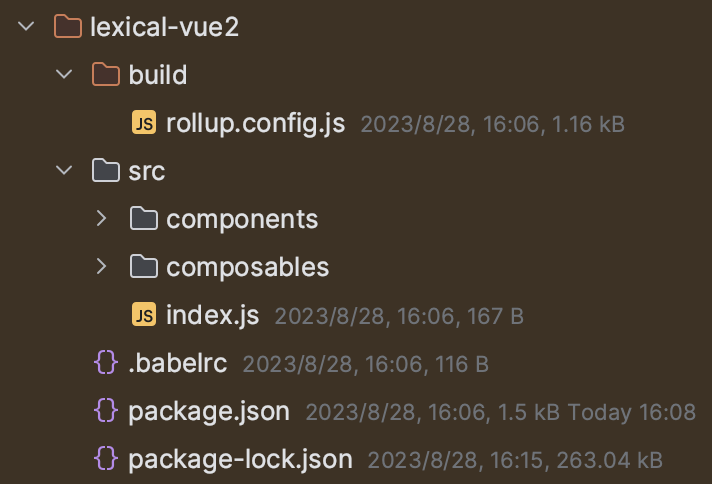 lexical-vue2
build
JS rollup.config.js 2023/8/28, 16:06, 1.16 kB
src
components
composables
JS index.js 2023/8/28, 16:06, 167 B
{} .babelrc 2023/8/28, 16:06, 116 B
{} package.json 2023/8/28, 16:06, 1.5 kB Today 16:08
{} package-lock.json 2023/8/28, 16:15, 263.04 kB